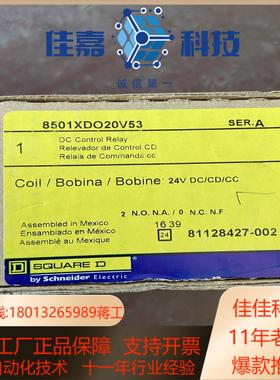 佳嘉 科技
诚信第一
8501XDO20V53 SER.A
1 DC Control Relay
Relevador de Control CD
Relais de Commande cc
Coil / Bobina / Bobine: 24V DC/CD/CC
2 N.O. N.A. / 0 N.C. N.F
Assembled in Mexico
Ensamblado en México
Assemblé au Mexique
1639
24
81128427-002
D SQUARE D
by Schneider Electric
线:18013265989蒋工
工厂正品保障 支持开票
自动化技术 十一年行业经验
佳佳科
11年老
爆款推